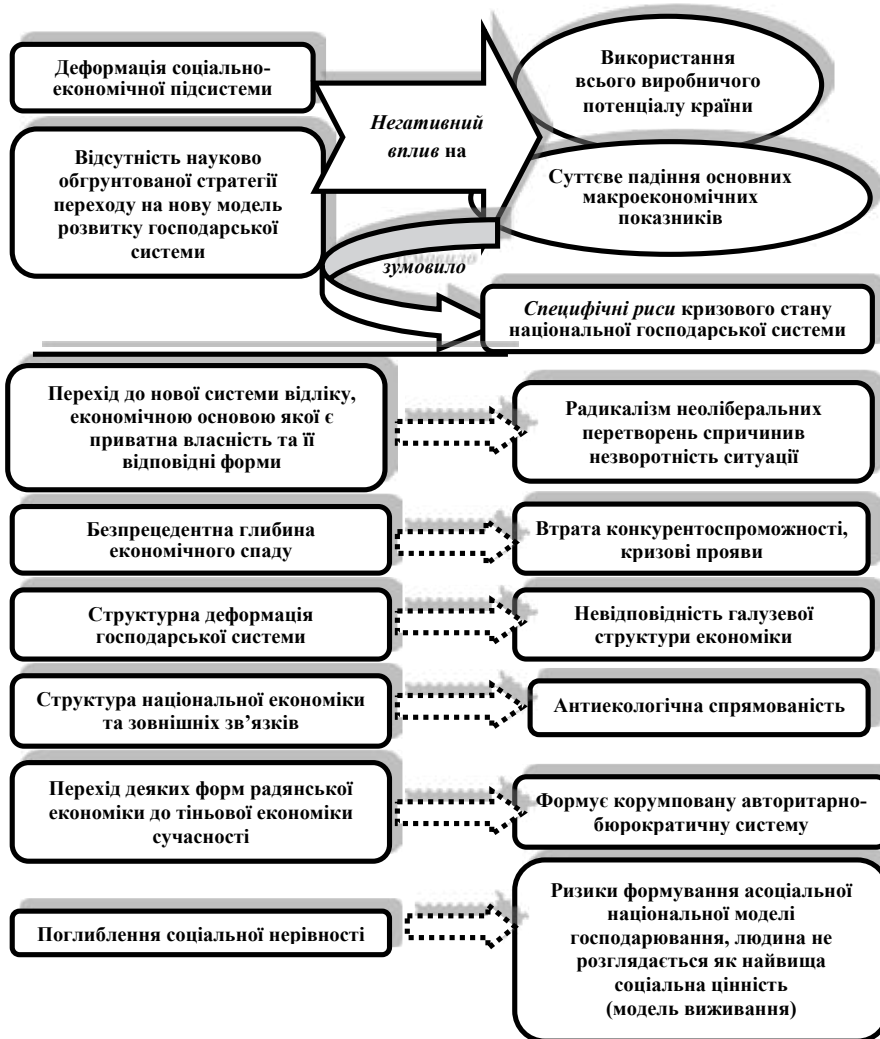 Деформація соціально-
економічної підсистеми
Відсутність науково
обгрунтованої стратегії
переходу на нову модель
розвитку господарської
системи
Негативний
вплив на
Використання
всього виробничого
потенціалу країни
Суттєве падіння основних
макроекономічних
показників
зумовило
Специфічні риси кризового стану
національної господарської системи
Перехід до нової системи відліку,
економічною основою якої є
приватна власність та її
відповідні форми
Радикалізм неоліберальних
перетворень спричинив
незворотність ситуації
Безпрецедентна глибина
економічного спаду
Втрата конкурентоспроможності,
кризові прояви
Структурна деформація
господарської системи
Невідповідність галузевої
структури економіки
Структура національної економіки
та зовнішніх зв’язків
Антиекологічна спрямованість
Перехід деяких форм радянської
економіки до тіньової економіки
сучасності
Формує корумповану авторитарно-
бюрократичну систему
Поглиблення соціальної нерівності
Ризики формування асоціальної
національної моделі
господарювання, людина не
розглядається як найвища
соціальна цінність
(модель виживання)